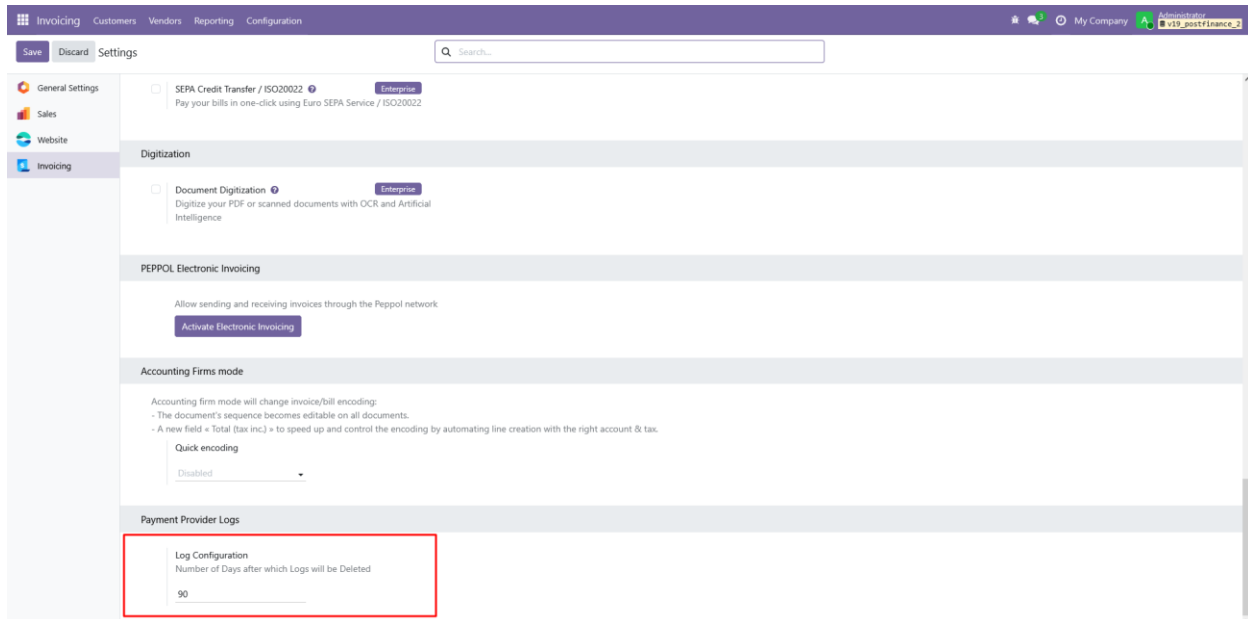 Invoicing Customers Vendors Reporting Configuration
3 My Company A Administrator
v19_postfinance_2
Save Discard Settings Search...
General Settings
Sales
Website
Invoicing
SEPA Credit Transfer / ISO20022 ? Enterprise
Pay your bills in one-click using Euro SEPA Service / ISO20022
Digitization
Document Digitization ? Enterprise
Digitize your PDF or scanned documents with OCR and Artificial
Intelligence
PEPPOL Electronic Invoicing
Allow sending and receiving invoices through the Peppol network
Activate Electronic Invoicing
Accounting Firms mode
Accounting firm mode will change invoice/bill encoding:
- The document's sequence becomes editable on all documents.
- A new field « Total (tax inc.) » to speed up and control the encoding by automating line creation with the right account & tax.
Quick encoding
Disabled
Payment Provider Logs
Log Configuration
Number of Days after which Logs will be Deleted
90